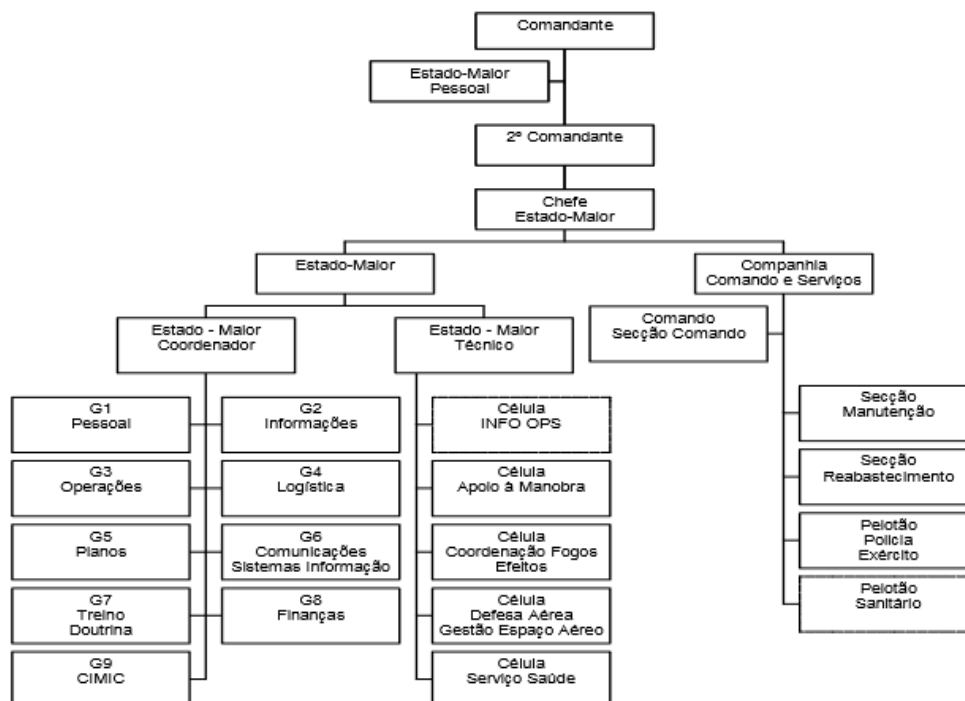 Comandante
Estado-Maior
Pessoal
2º Comandante
Chefe
Estado-Maior
Estado-Maior
Companhia
Comando e Serviços
Estado - Maior
Coordenador
Estado - Maior
Técnico
Comando
Secção Comando
G1
Pessoal
G2
Informações
Célula
INFO OPS
Secção
Manutenção
G3
Operações
G4
Logística
Célula
Apoio à Manobra
Secção
Reabastecimento
G5
Planos
G6
Comunicações
Sistemas Informação
Célula
Coordenação Fogos
Efeitos
Pelotão
Polícia
Exército
G7
Treino
Doutrina
G8
Finanças
Célula
Defesa Aérea
Gestão Espaço Aéreo
Pelotão
Sanitário
G9
CIMIC
Célula
Serviço Saúde